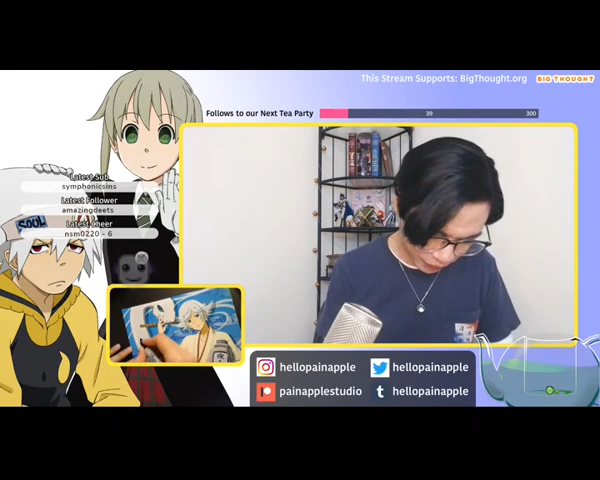 This Stream Supports: BigThought.org
BIG THOUGHT
Follows to our Next Tea Party
39
300
Latest Sub
symphonicsins
Latest Follower
amazingdeets
Latest Cheer
nsm0220 - 6
SOUL
hellopainapple
hellopainapple
painapplestudio
hellopainapple